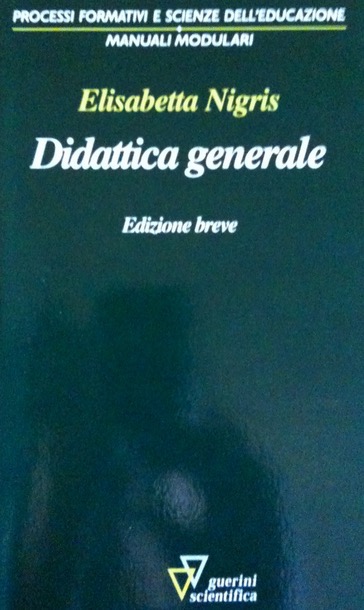 PROCESSI FORMATIVI E SCIENZE DELL'EDUCAZIONE
MANUALI MODULARI
Elisabetta Nigris
Didattica generale
Edizione breve
guerini
scientifica